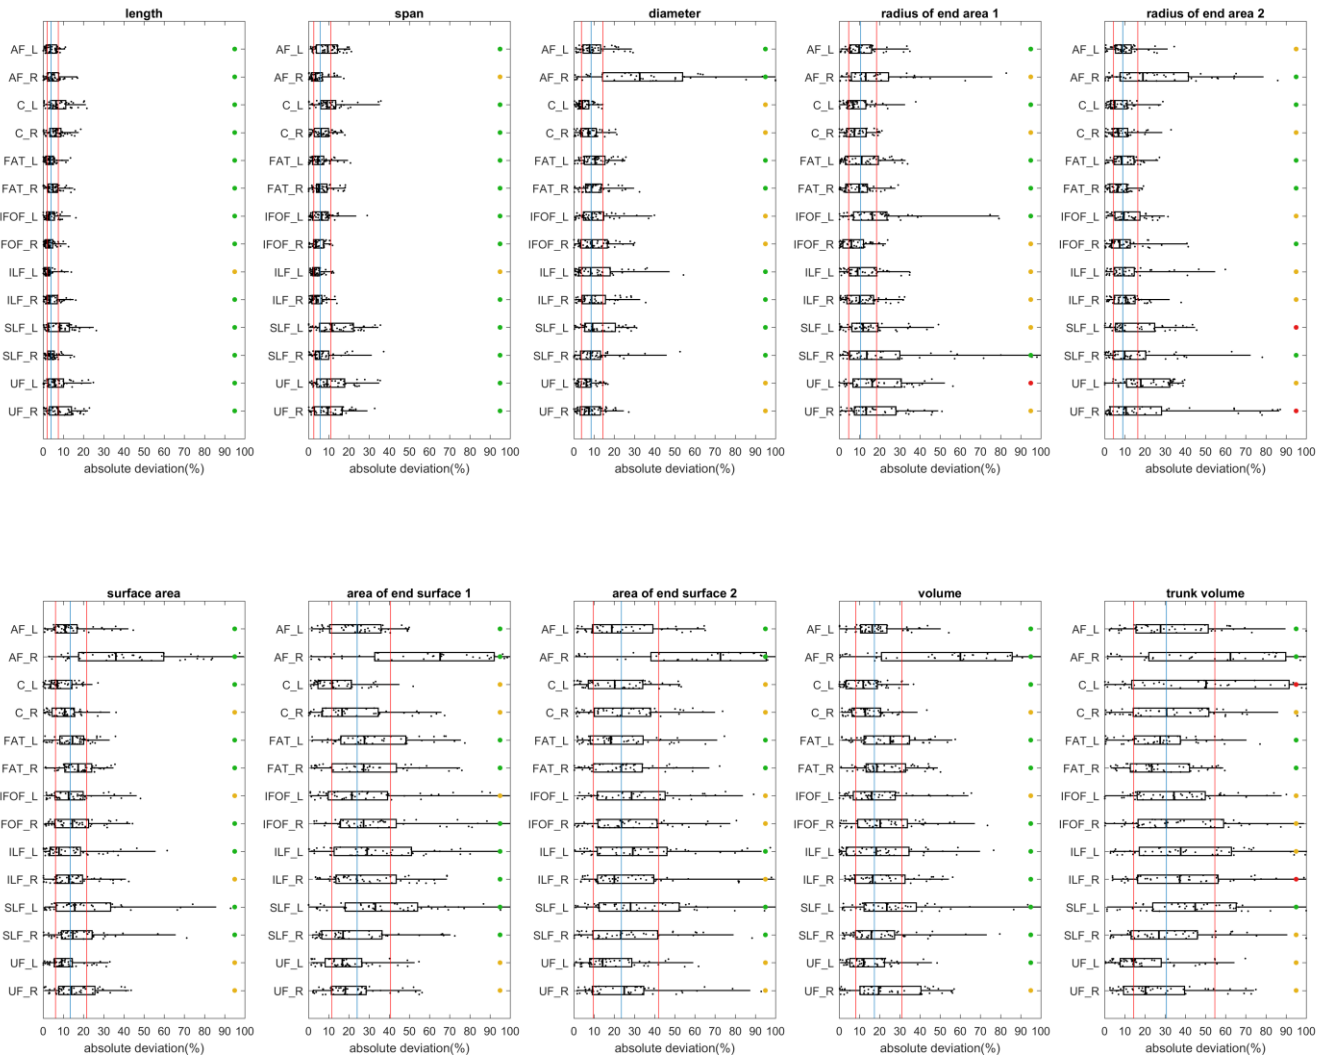 length
AF_L
AF_R
C_L
C_R
FAT_L
FAT_R
IFOF_L
FOF_R
ILF_L
ILF_R
SLF_L
SLF_R
UF_L
UF_R
0 10 20 30 40 50 60 70 80 90 100
absolute deviation(%)
span
AF_L
AF_R
C_L
C_R
FAT_L
FAT_R
IFOF_L
IFOF_R
ILF_L
ILF_R
SLF_L
SLF_R
UF_L
UF_R
0 10 20 30 40 50 60 70 80 90 100
absolute deviation(%)
diameter
AF_L
AF_R
C_L
C_R
FAT_L
FAT_R
IFOF_L
IFOF_R
ILF_L
ILF_R
SLF_L
SLF_R
UF_L
UF_R
0 10 20 30 40 50 60 70 80 90 100
absolute deviation(%)
radius of end area 1
AF_L
AF_R
C_L
C_R
FAT_L
FAT_R
IFOF_L
IFOF_R
ILF_L
ILF_R
SLF_L
SLF_R
UF_L
UF_R
0 10 20 30 40 50 60 70 80 90 100
absolute deviation(%)
radius of end area 2
AF_L
AF_R
C_L
C_R
FAT_L
FAT_R
IFOF_L
IFOF_R
ILF_L
ILF_R
SLF_L
SLF_R
UF_L
UF_R
0 10 20 30 40 50 60 70 80 90 100
absolute deviation(%)
surface area
AF_L
AF_R
C_L
C_R
FAT_L
FAT_R
IFOF_L
FOF_R
ILF_L
ILF_R
SLF_L
SLF_R
UF_L
UF_R
0 10 20 30 40 50 60 70 80 90 100
absolute deviation(%)
area of end surface 1
AF_L
AF_R
C_L
C_R
FAT_L
FAT_R
IFOF_L
IFOF_R
ILF_L
ILF_R
SLF_L
SLF_R
UF_L
UF_R
0 10 20 30 40 50 60 70 80 90 100
absolute deviation(%)
area of end surface 2
AF_L
AF_R
C_L
C_R
FAT_L
FAT_R
IFOF_L
IFOF_R
ILF_L
ILF_R
SLF_L
SLF_R
UF_L
UF_R
0 10 20 30 40 50 60 70 80 90 100
absolute deviation(%)
volume
AF_L
AF_R
C_L
C_R
FAT_L
FAT_R
IFOF_L
IFOF_R
ILF_L
ILF_R
SLF_L
SLF_R
UF_L
UF_R
0 10 20 30 40 50 60 70 80 90 100
absolute deviation(%)
trunk volume
AF_L
AF_R
C_L
C_R
FAT_L
FAT_R
IFOF_L
IFOF_R
ILF_L
ILF_R
SLF_L
SLF_R
UF_L
UF_R
0 10 20 30 40 50 60 70 80 90 100
absolute deviation(%)